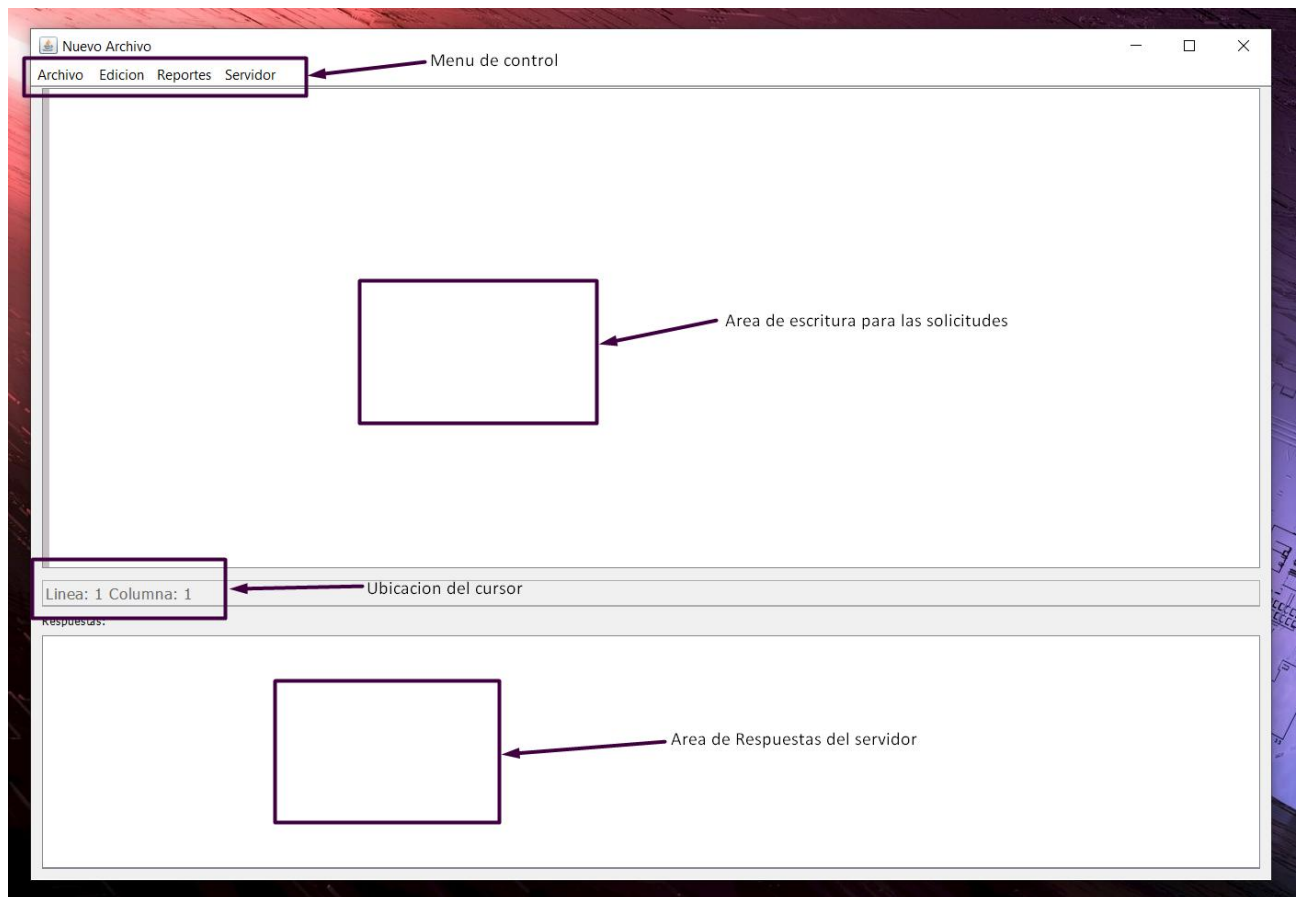 Nuevo Archivo
Menu de control
Archivo Edicion Reportes Servidor
Area de escritura para las solicitudes
Ubicacion del cursor
Linea: 1 Columna: 1
Respuestas:
Area de Respuestas del servidor